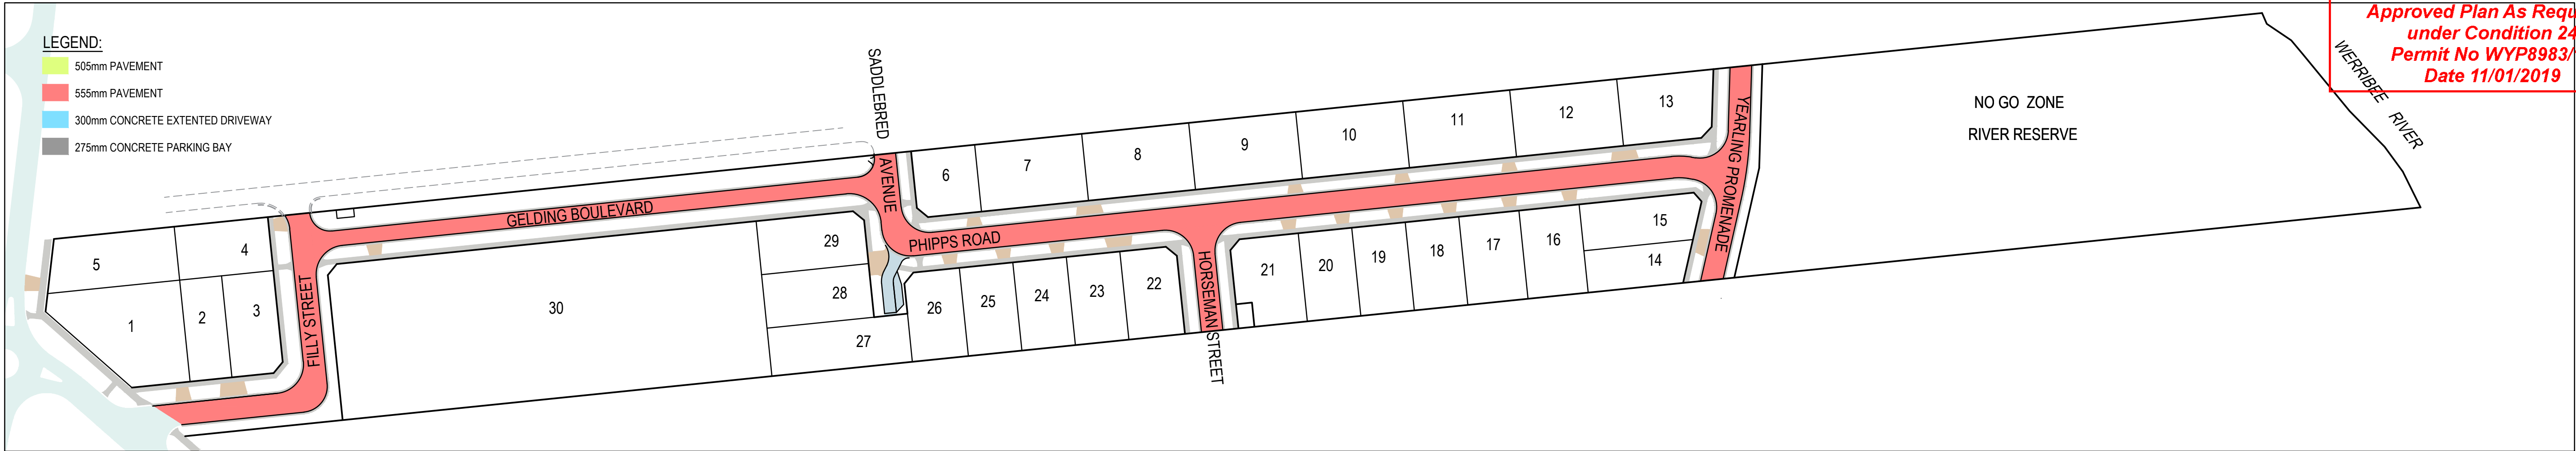 LEGEND:
505mm PAVEMENT
555mm PAVEMENT
300mm CONCRETE EXTENTED DRIVEWAY
275mm CONCRETE PARKING BAY
Approved Plan As Requ
under Condition 24
Permit No WYP8983/
Date 11/01/2019
WERRIBEE RIVER
NO GO ZONE
RIVER RESERVE
SADDLEBRED
AVENUE
GELDING BOULEVARD
PHIPPS ROAD
FILLY STREET
HORSEMAN STREET
YEARLING PROMENADE
1
2
3
4
5
6
7
8
9
10
11
12
13
14
15
16
17
18
19
20
21
22
23
24
25
26
27
28
29
30